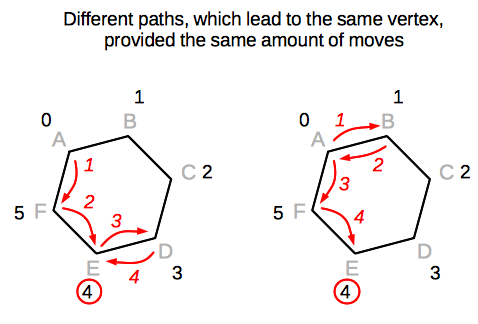 Different paths, which lead to the same vertex,
provided the same amount of moves
1
0
B
A
1
C 2
2
3
5 F
D
E
4
3
4
1
0
1
B
A
2
C 2
3
5 F
4
D
E
3
4